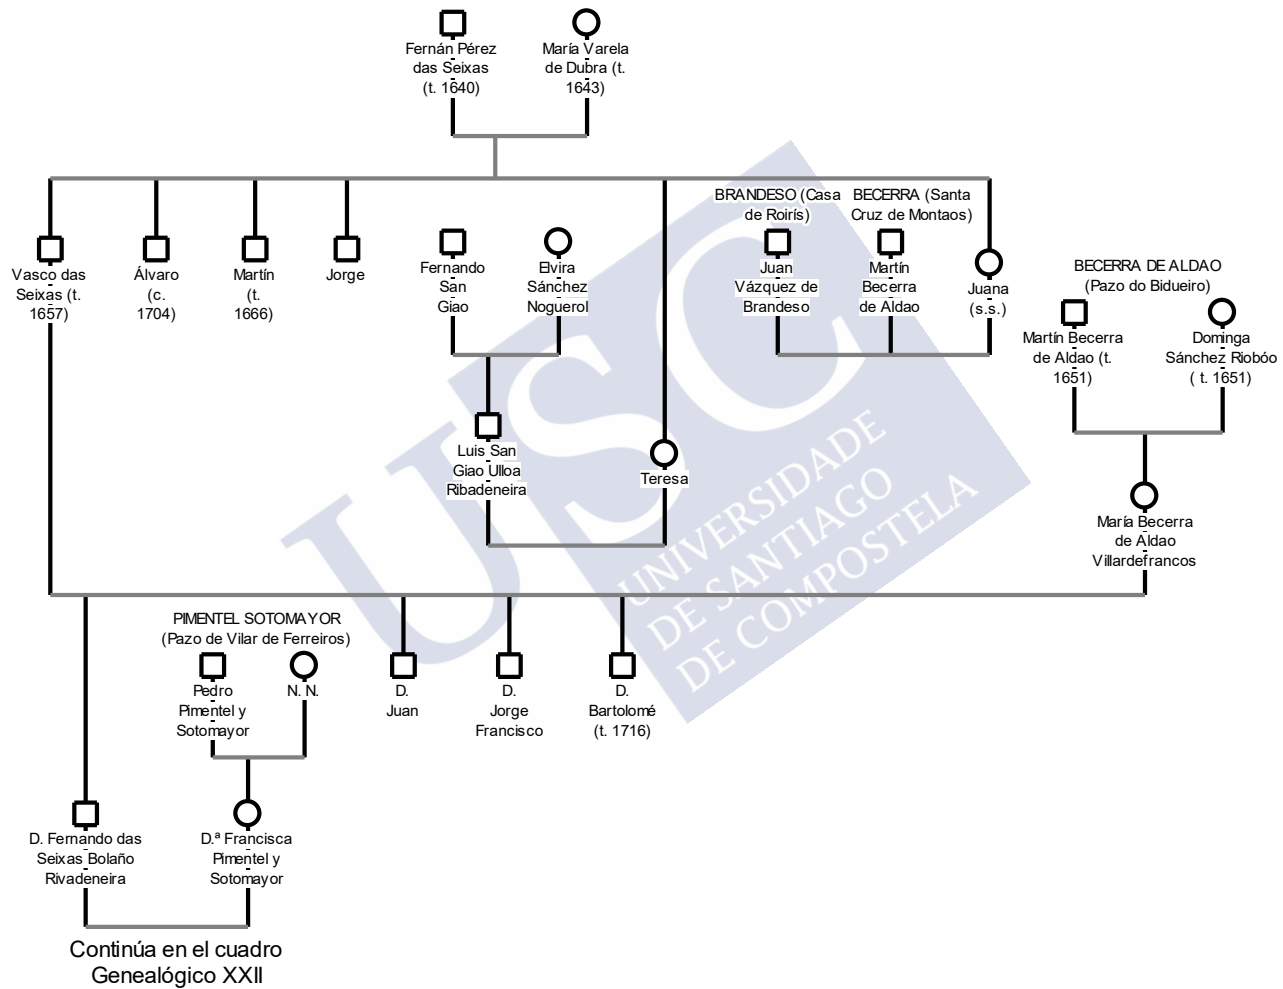 Fernán Pérez
das Seixas
(t. 1640)
María Varela
de Dubra (t.
1643)
Vasco das
Seixas (t.
1657)
Álvaro
(c.
1704)
Martín
(t.
1666)
Jorge
Fernando
San
Giao
Elvira
Sánchez
Noguerol
BRANDESO (Casa
de Roirís)
Juan
Vázquez de
Brandeso
BECERRA (Santa
Cruz de Montaos)
Martín
Becerra
de Aldao
Juana
(s.s.)
BECERRA DE ALDAO
(Pazo do Bidueiro)
Martín Becerra
de Aldao (t.
1651)
Dominga
Sánchez Riobóo
( t. 1651)
Luis San
Giao Ulloa
Ribadeneira
Teresa
María Becerra
de Aldao
Villardefrancos
PIMENTEL SOTOMAYOR
(Pazo de Vilar de Ferreiros)
Pedro
Pimentel y
Sotomayor
N. N.
D.
Juan
D.
Jorge
Francisco
D.
Bartolomé
(t. 1716)
D. Fernando das
Seixas Bolaño
Rivadeneira
D.ª Francisca
Pimentel y
Sotomayor
Continúa en el cuadro
Genealógico XXII
USC
UNIVERSIDADE
DE SANTIAGO
DE COMPOSTELA